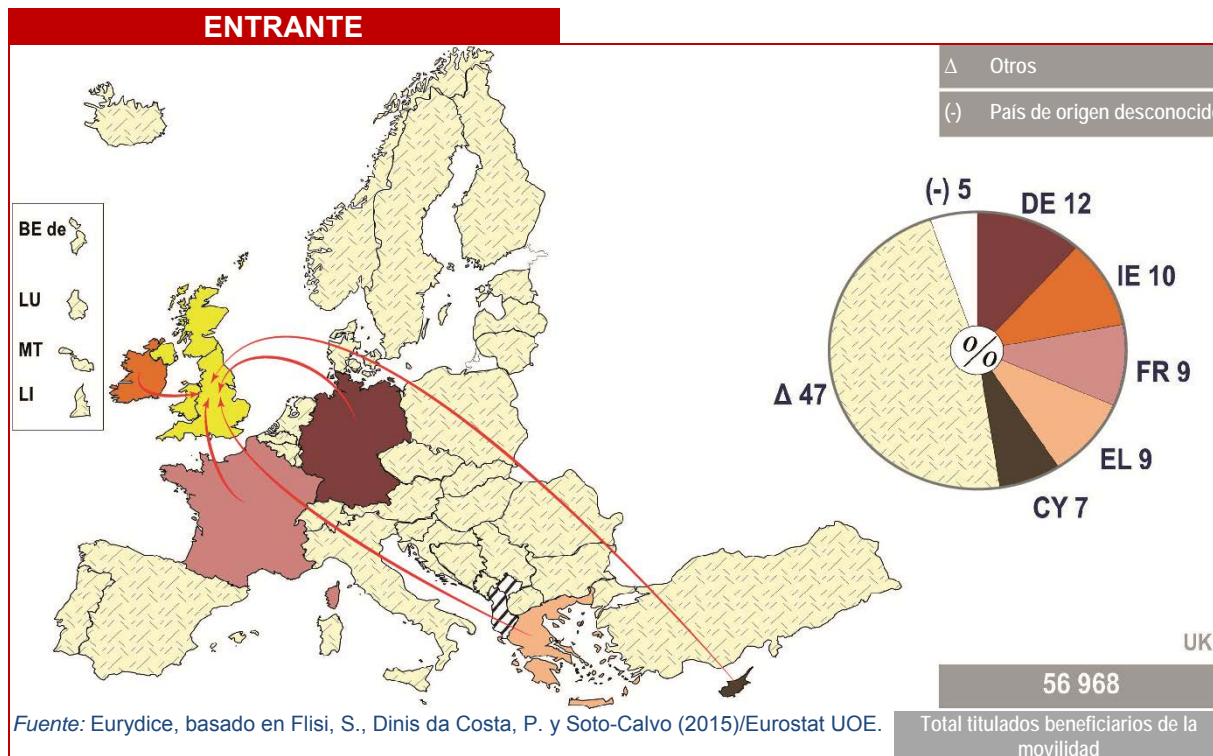 ENTRANTE
Δ Otros
(-) País de origen desconocido
BE de
LU
MT
LI
(-) 5
DE 12
IE 10
FR 9
EL 9
CY 7
Δ 47
%
UK
56 968
Total titulados beneficiarios de la
movilidad
Fuente: Eurydice, basado en Flisi, S., Dinis da Costa, P. y Soto-Calvo (2015)/Eurostat UOE.